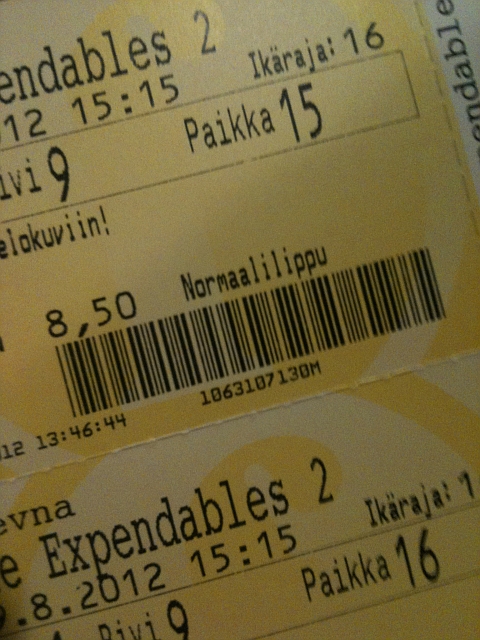 endables 2
Ikäraja: 16
12 15:15
ivi 9
Paikka 15
elokuviin!
8,50
Normaalilippu
1063107130M
12 13:46:44
endable
evna
e Expendables 2
Ikäraja: 1
.8.2012 15:15
Rivi 9
Paikka 16